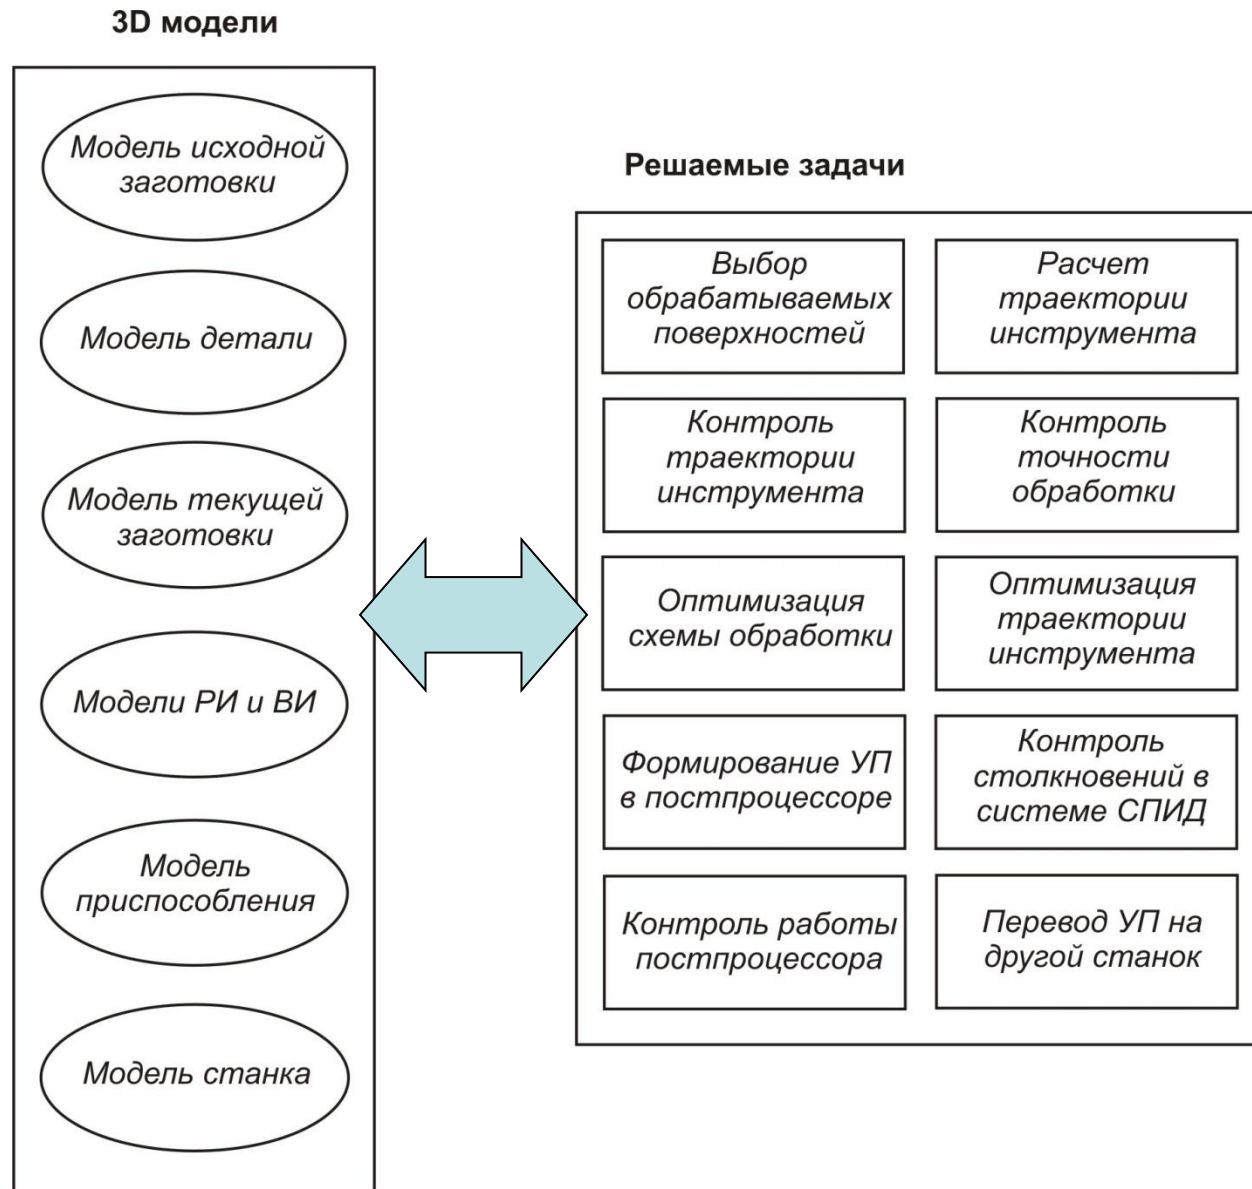 3D модели
Модель исходной
заготовки
Модель детали
Модель текущей
заготовки
Модели РИ и ВИ
Модель
приспособления
Модель станка
Решаемые задачи
Выбор
обрабатываемых
поверхностей
Расчет
траектории
инструмента
Контроль
траектории
инструмента
Контроль
точности
обработки
Оптимизация
схемы обработки
Оптимизация
траектории
инструмента
Формирование УП
в постпроцессоре
Контроль
столкновений в
системе СПИД
Контроль работы
постпроцессора
Перевод УП на
другой станок